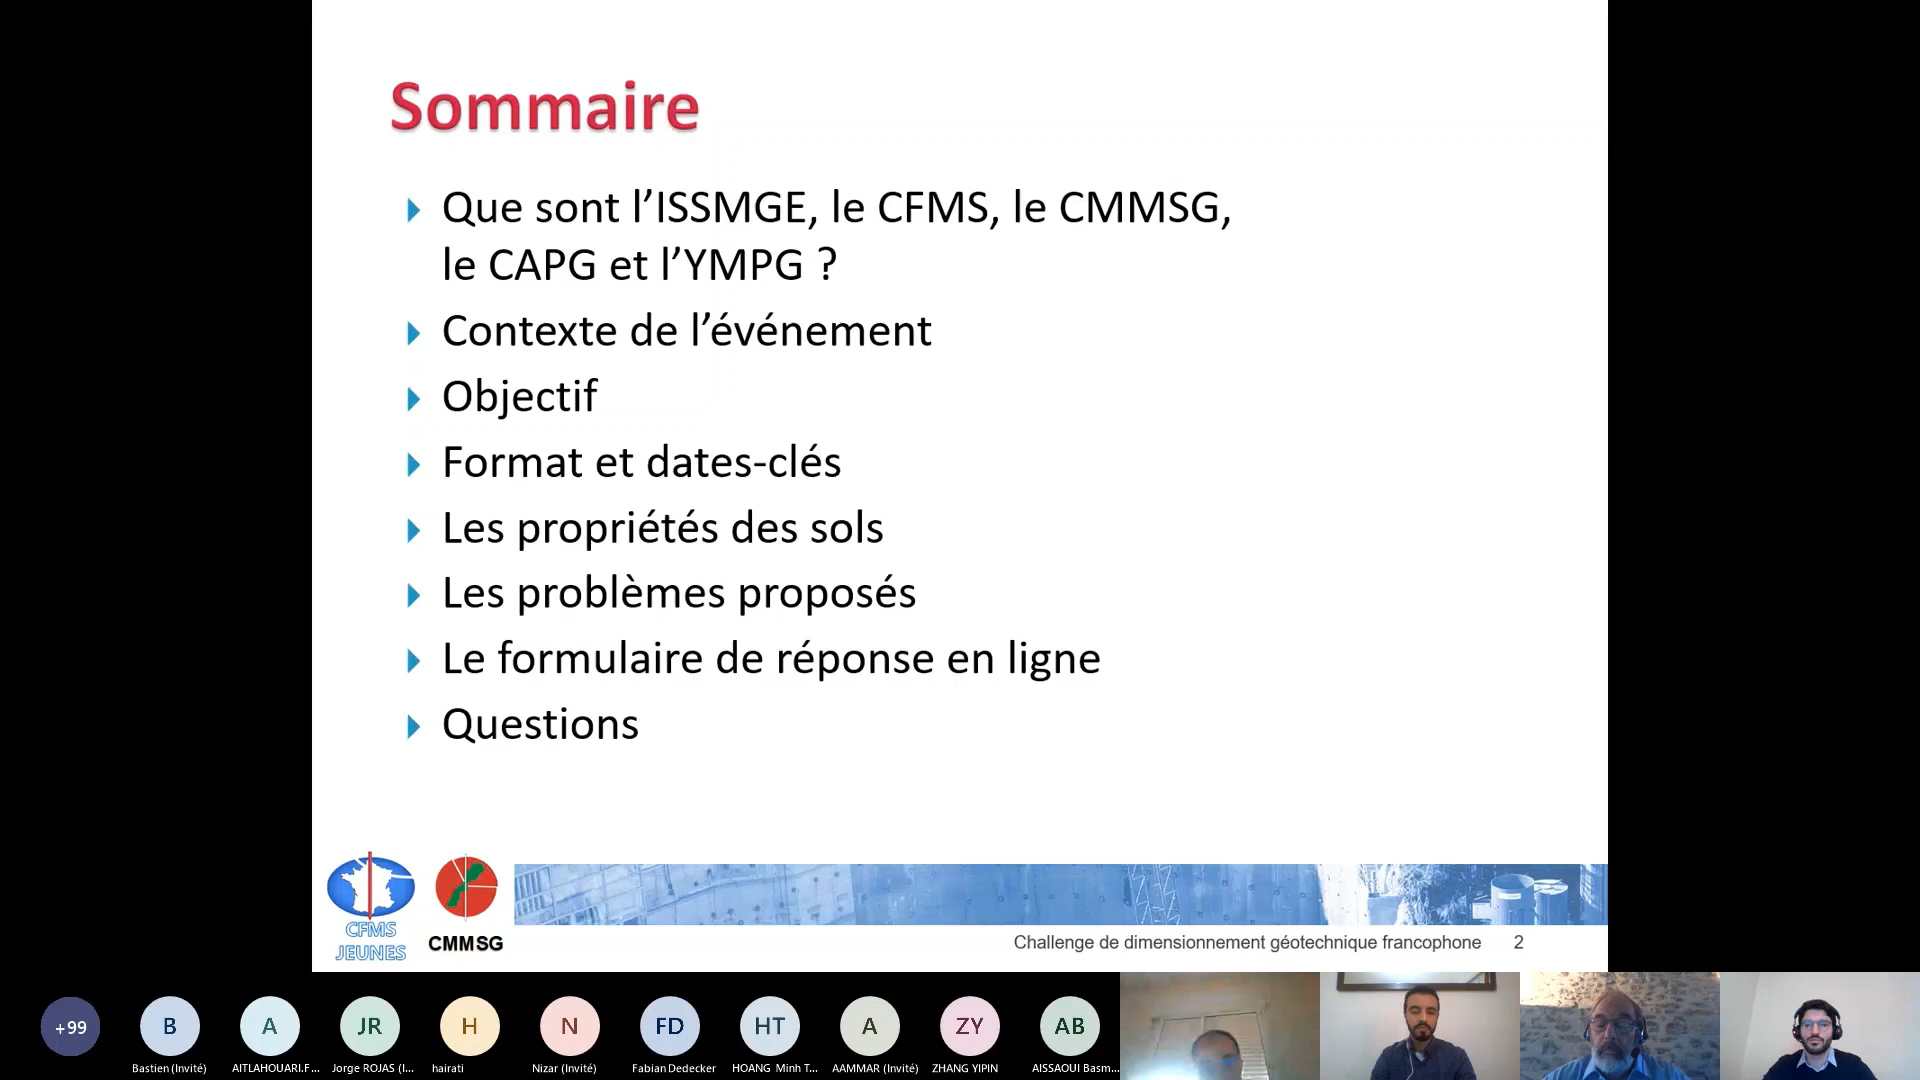 Sommaire
Que sont l’ISSMGE, le CFMS, le CMMSG,
le CAPG et l’YMPG ?
Contexte de l’événement
Objectif
Format et dates-clés
Les propriétés des sols
Les problèmes proposés
Le formulaire de réponse en ligne
Questions
CFMS
JEUNES
CMMSG
Challenge de dimensionnement géotechnique francophone 2
+99
B
A
JR
H
N
FD
HT
A
ZY
AB
Bastien (Invité)
AITLAHOUARI.F...
Jorge ROJAS (I...
hairati
Nizar (Invité)
Fabian Dedecker
HOANG Minh T...
AAMMAR (Invité)
ZHANG YIPIN
AISSAOUI Basm...